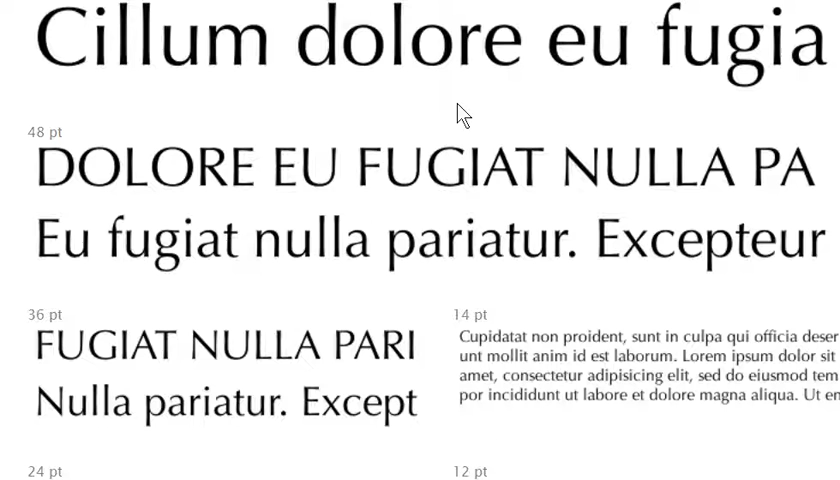 Cillum dolore eu fugia
48 pt
DOLORE EU FUGIAT NULLA PA
Eu fugiat nulla pariatur. Excepteur
36 pt
FUGIAT NULLA PARI
Nulla pariatur. Except
14 pt
Cupidatat non proident, sunt in culpa qui officia deser
unt mollit anim id est laborum. Lorem ipsum dolor sit
amet, consectetur adipisicing elit, sed do eiusmod tem
por incididunt ut labore et dolore magna aliqua. Ut en
24 pt
12 pt